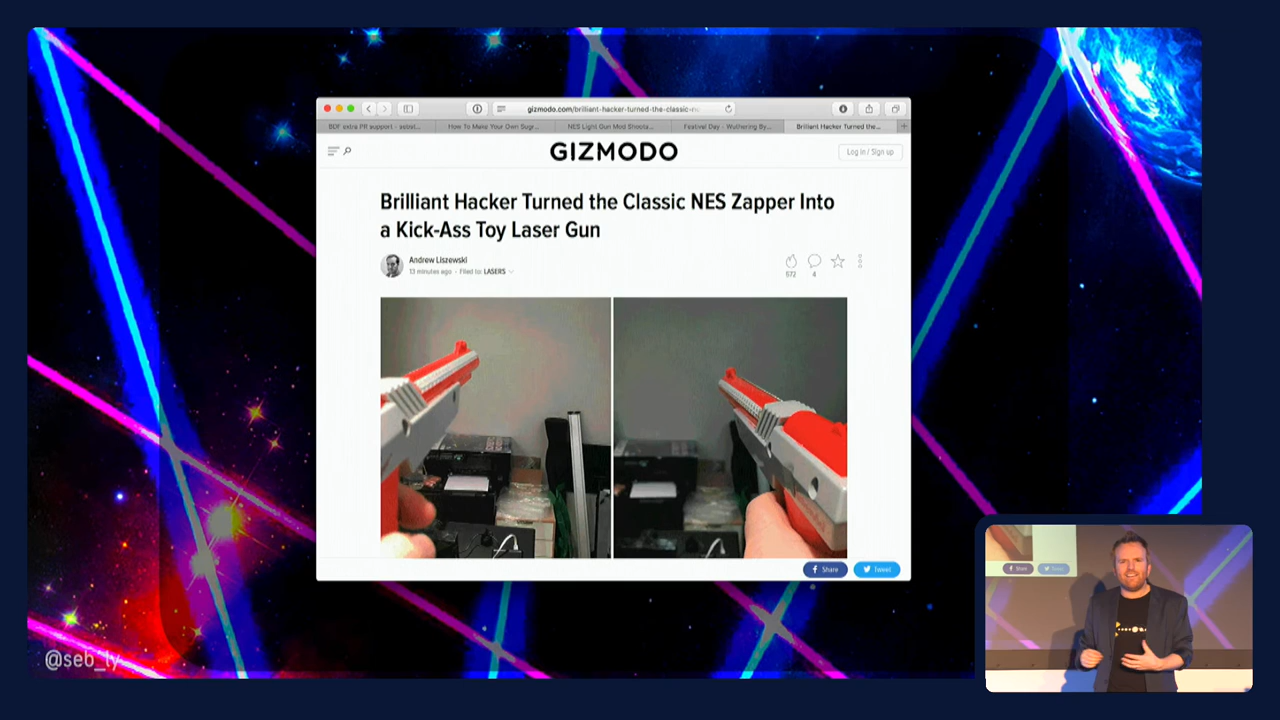 gizmodo.com/brilliant-hacker-turned-the-classic-ne
BDF extra PR support - sebst...
How To Make Your Own Sugr...
NES Light Gun Mod Shoota...
Festival Day - Wuthering By...
Brilliant Hacker Turned the...
GIZMODO
Log in / Sign up
Brilliant Hacker Turned the Classic NES Zapper Into
a Kick-Ass Toy Laser Gun
Andrew Liszewski
13 minutes ago - Filed to: LASERS
572
4
Share
Tweet
@seb_ly
Share
Tweet